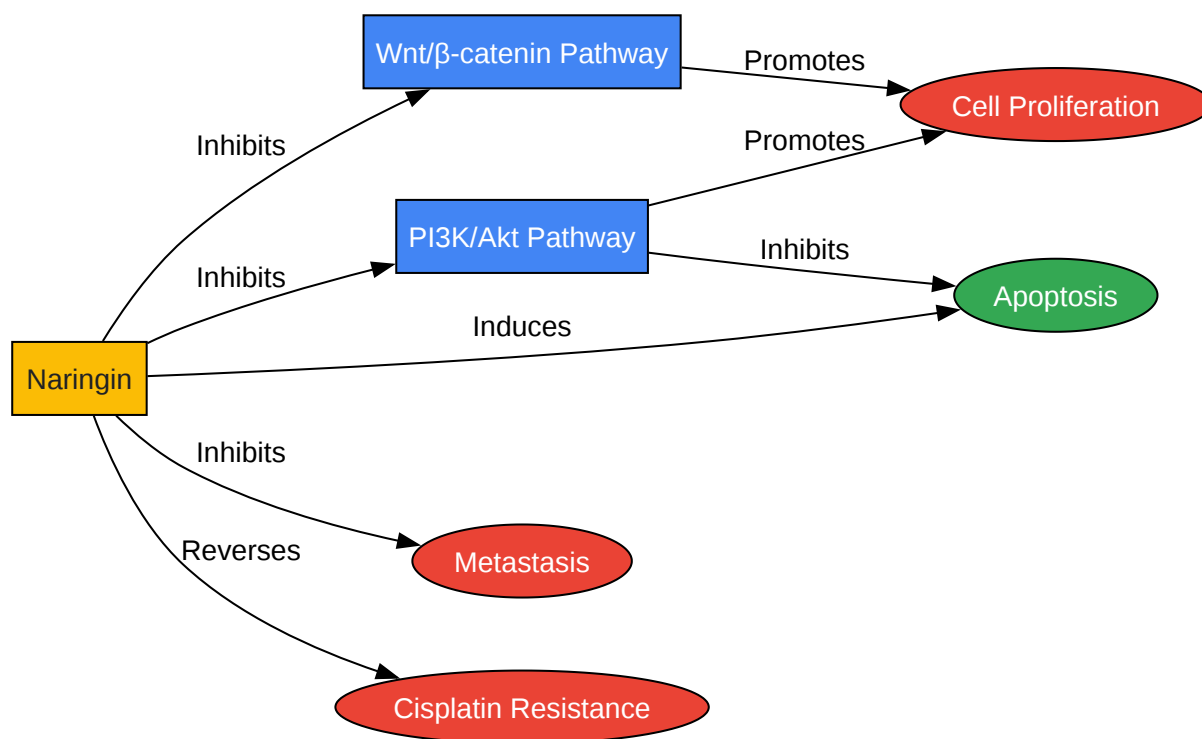 Wnt/β-catenin Pathway
Promotes
Cell Proliferation
Inhibits
Promotes
PI3K/Akt Pathway
Inhibits
Inhibits
Apoptosis
Induces
Naringin
Inhibits
Reverses
Metastasis
Cisplatin Resistance